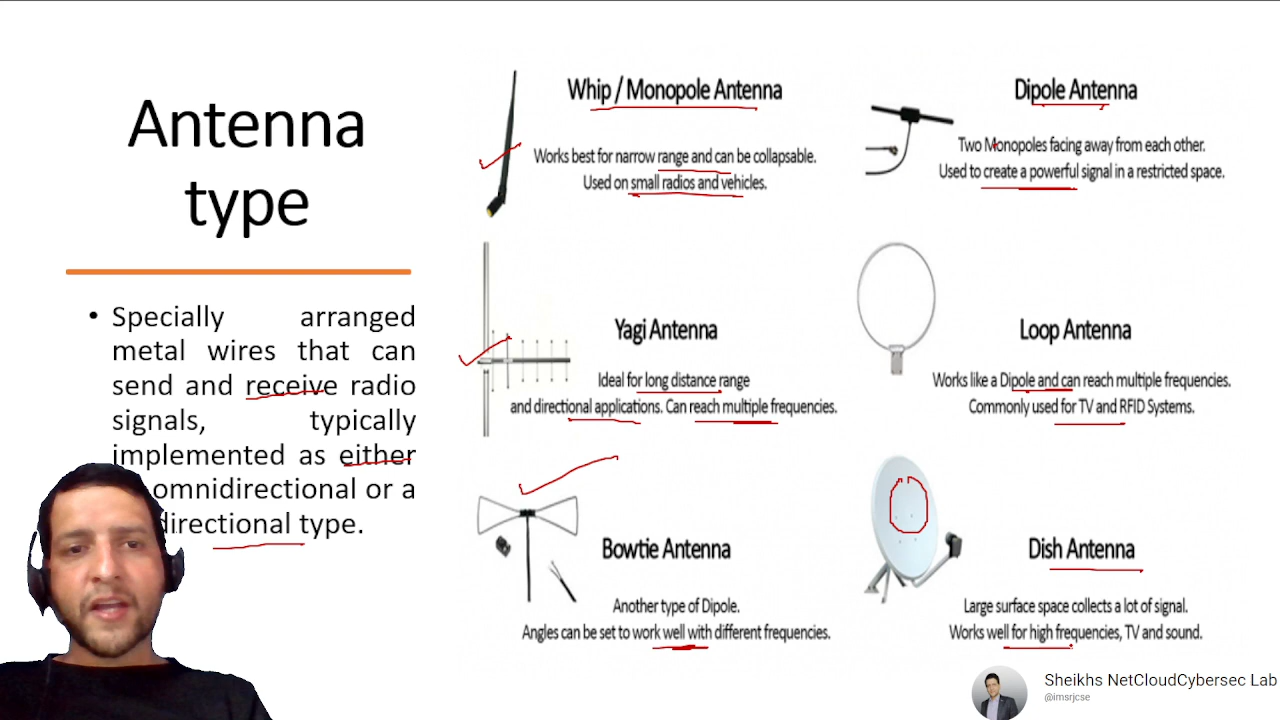 Antenna
type
• Specially arranged
metal wires that can
send and receive radio
signals, typically
implemented as either
omnidirectional or a
directional type.
Whip / Monopole Antenna
Works best for narrow range and can be collapsable.
Used on small radios and vehicles.
Dipole Antenna
Two Monopoles facing away from each other.
Used to create a powerful signal in a restricted space.
Yagi Antenna
Ideal for long distance range
and directional applications. Can reach multiple frequencies.
Loop Antenna
Works like a Dipole and can reach multiple frequencies.
Commonly used for TV and RFID Systems.
Bowtie Antenna
Another type of Dipole.
Angles can be set to work well with different frequencies.
Dish Antenna
Large surface space collects a lot of signal.
Works well for high frequencies, TV and sound.
Sheikhs NetCloudCybersec Lab
@imsrjcse